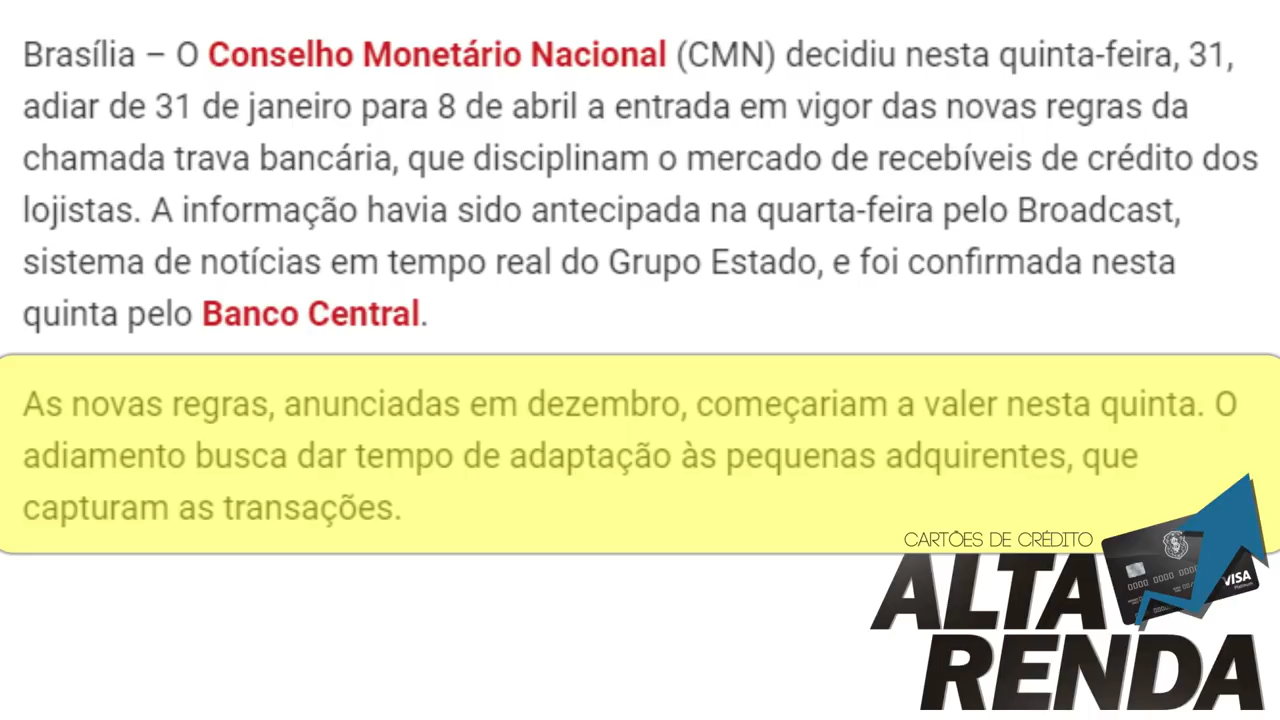 Brasília – O Conselho Monetário Nacional (CMN) decidiu nesta quinta-feira, 31,
adiar de 31 de janeiro para 8 de abril a entrada em vigor das novas regras da
chamada trava bancária, que disciplinam o mercado de recebíveis de crédito dos
lojistas. A informação havia sido antecipada na quarta-feira pelo Broadcast,
sistema de notícias em tempo real do Grupo Estado, e foi confirmada nesta
quinta pelo Banco Central.
As novas regras, anunciadas em dezembro, começariam a valer nesta quinta. O
adiamento busca dar tempo de adaptação às pequenas adquirentes, que
capturam as transações.
CARTÕES DE CRÉDITO
ALTA
RENDA
VISA
Platinum